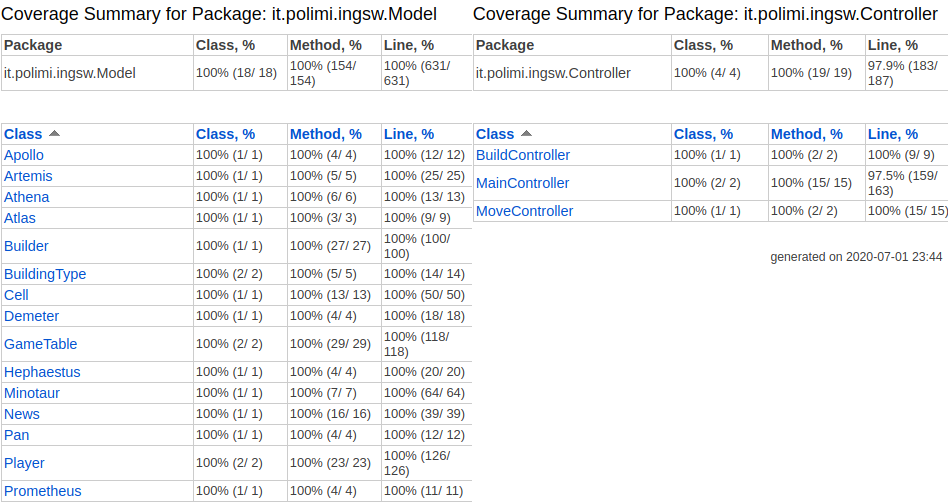 Coverage Summary for Package: it.polimi.ingsw.Model
Package Class, % Method, % Line, %
it.polimi.ingsw.Model 100% (18/ 18) 100% (154/ 154) 100% (631/ 631)
Class Class, % Method, % Line, %
Apollo 100% (1/ 1) 100% (4/ 4) 100% (12/ 12)
Artemis 100% (1/ 1) 100% (5/ 5) 100% (25/ 25)
Athena 100% (1/ 1) 100% (6/ 6) 100% (13/ 13)
Atlas 100% (1/ 1) 100% (3/ 3) 100% (9/ 9)
Builder 100% (1/ 1) 100% (27/ 27) 100% (100/ 100)
BuildingType 100% (2/ 2) 100% (5/ 5) 100% (14/ 14)
Cell 100% (1/ 1) 100% (13/ 13) 100% (50/ 50)
Demeter 100% (1/ 1) 100% (4/ 4) 100% (18/ 18)
GameTable 100% (2/ 2) 100% (29/ 29) 100% (118/ 118)
Hephaestus 100% (1/ 1) 100% (4/ 4) 100% (20/ 20)
Minotaur 100% (1/ 1) 100% (7/ 7) 100% (64/ 64)
News 100% (1/ 1) 100% (16/ 16) 100% (39/ 39)
Pan 100% (1/ 1) 100% (4/ 4) 100% (12/ 12)
Player 100% (2/ 2) 100% (23/ 23) 100% (126/ 126)
Prometheus 100% (1/ 1) 100% (4/ 4) 100% (11/ 11)
Coverage Summary for Package: it.polimi.ingsw.Controller
Package Class, % Method, % Line, %
it.polimi.ingsw.Controller 100% (4/ 4) 100% (19/ 19) 97.9% (183/ 187)
Class Class, % Method, % Line, %
BuildController 100% (1/ 1) 100% (2/ 2) 100% (9/ 9)
MainController 100% (2/ 2) 100% (15/ 15) 97.5% (159/ 163)
MoveController 100% (1/ 1) 100% (2/ 2) 100% (15/ 15)
generated on 2020-07-01 23:44